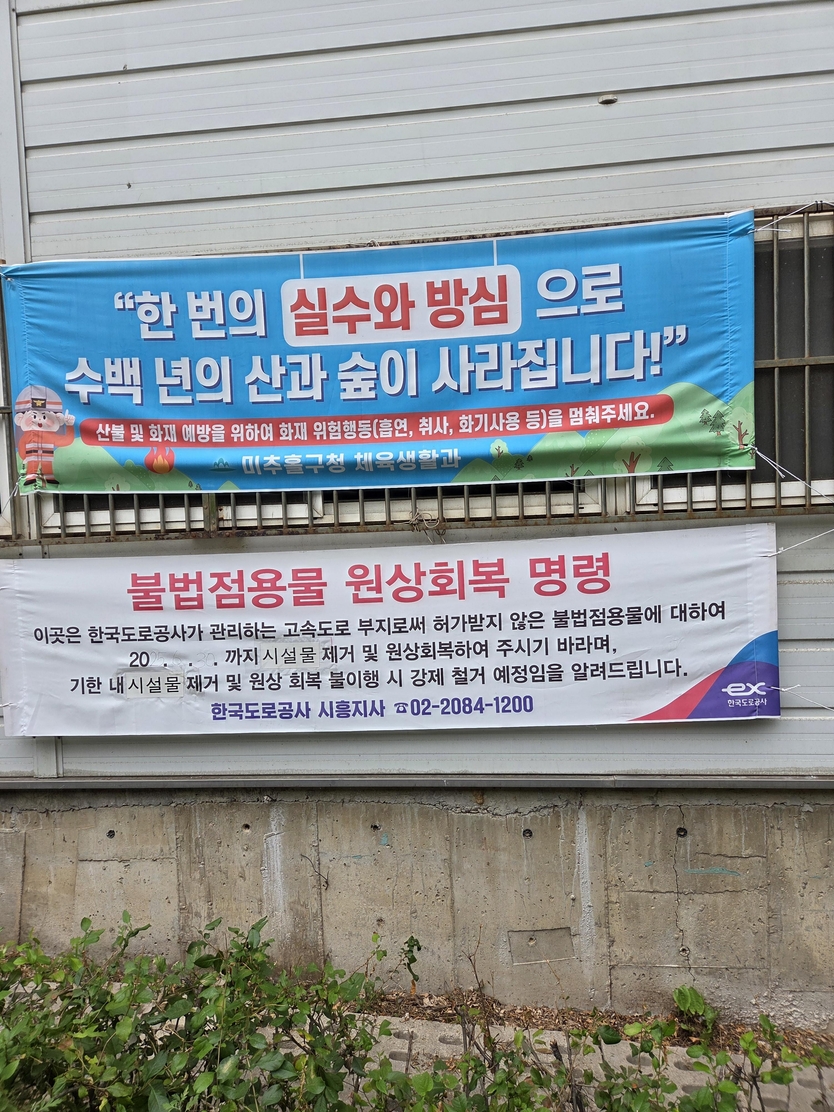 “한 번의 실수와 방심 으로
수백 년의 산과 숲이 사라집니다!”
산불 및 화재 예방을 위하여 화재 위험행동(흡연, 취사, 화기사용 등)을 멈춰주세요.
미추홀구청 체육생활과
불법점용물 원상회복 명령
이곳은 한국도로공사가 관리하는 고속도로 부지로써 허가받지 않은 불법점용물에 대하여
20 . . . 까지 시설물 제거 및 원상회복하여 주시기 바라며,
기한 내 시설물 제거 및 원상 회복 불이행 시 강제 철거 예정임을 알려드립니다.
한국도로공사 시흥지사 ☎02-2084-1200
ex
한국도로공사